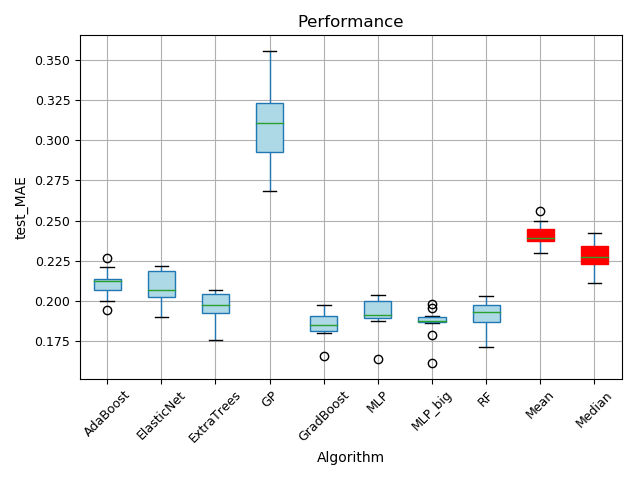 Performance
test_MAE
0.350
0.325
0.300
0.275
0.250
0.225
0.200
0.175
AdaBoost
ElasticNet
ExtraTrees
GP
GradBoost
MLP
MLP_big
RF
Mean
Median
Algorithm